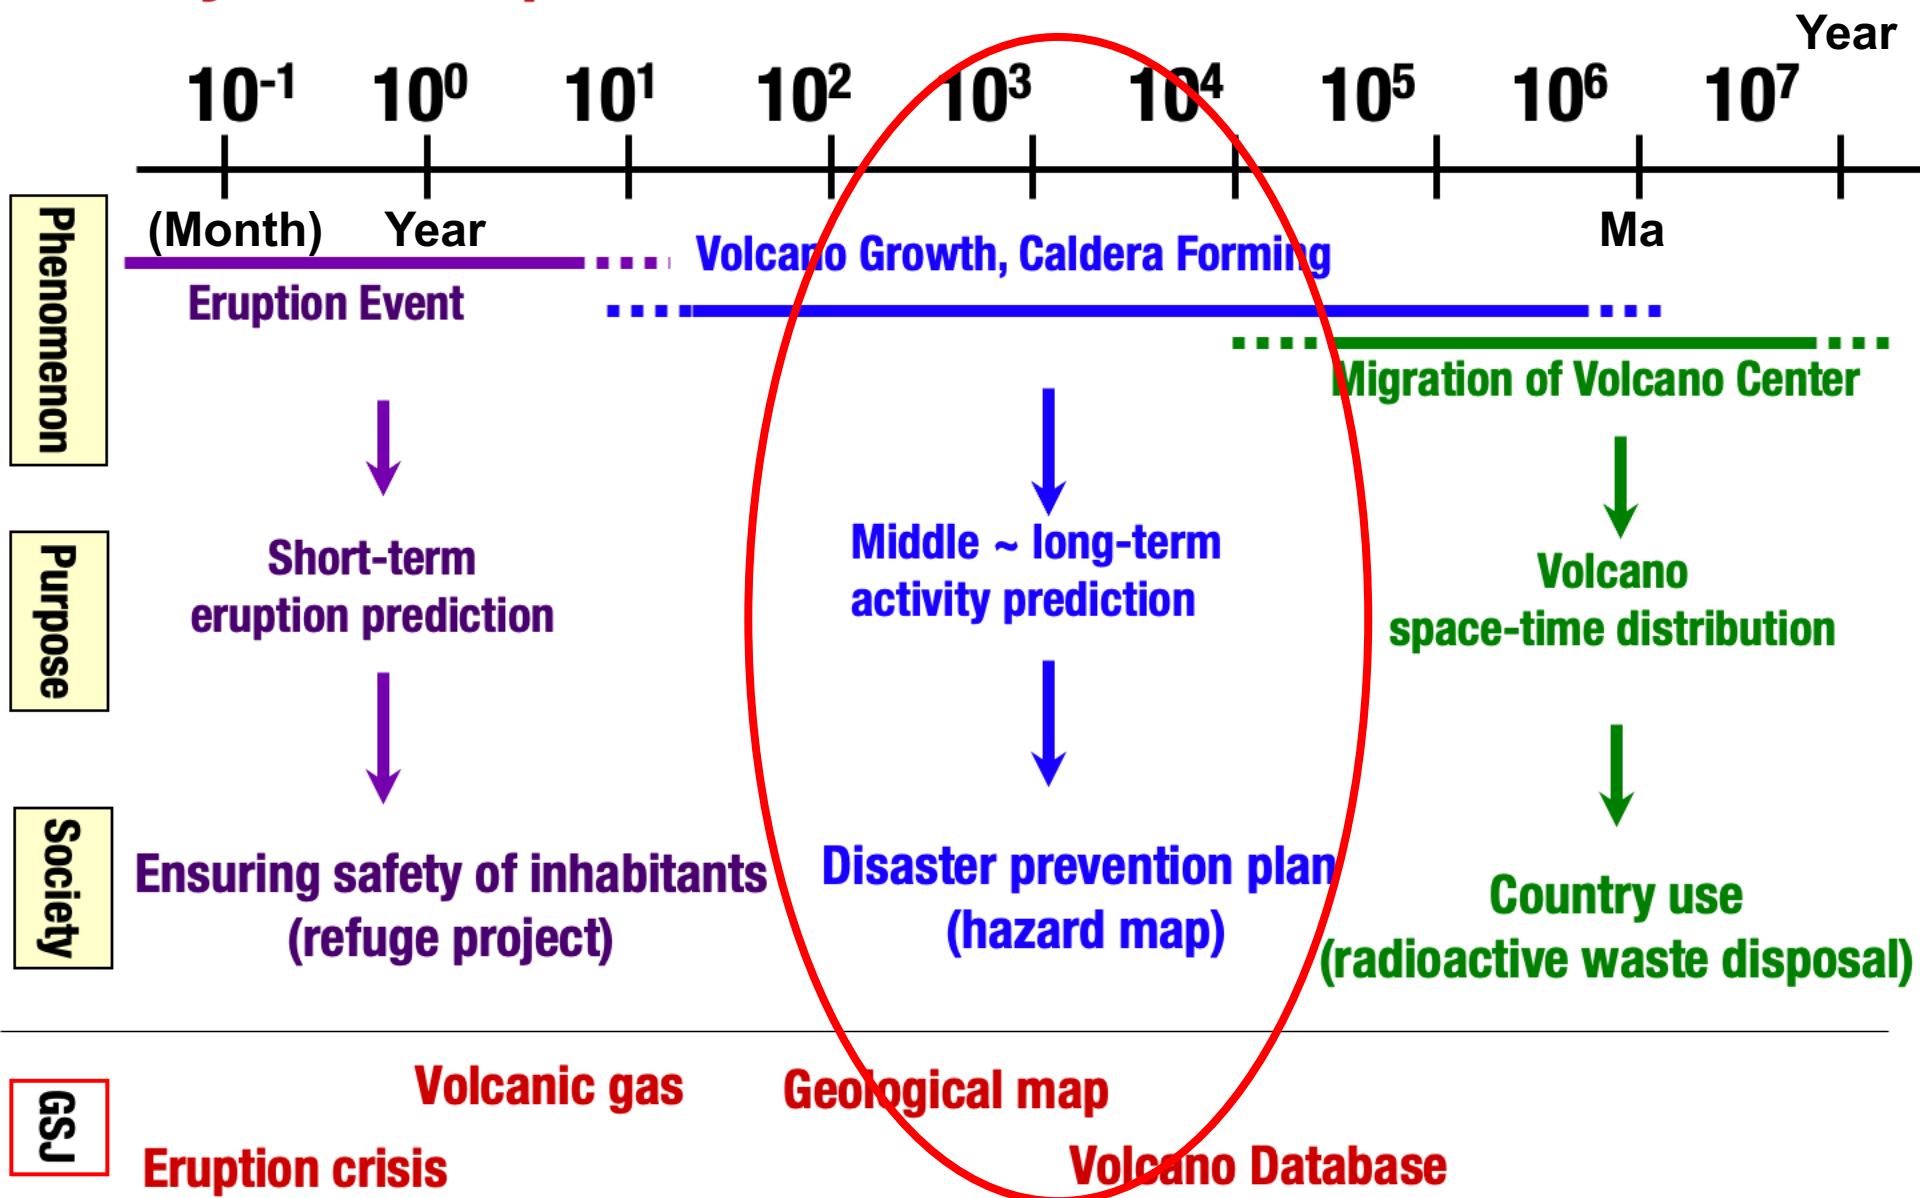 Year
10-1 100 101 102 103 104 105 106 107
(Month) Year Ma
Phenomenon
Volcano Growth, Caldera Forming
Eruption Event
Migration of Volcano Center
Purpose
Short-term
eruption prediction
Middle ~ long-term
activity prediction
Volcano
space-time distribution
Society
Ensuring safety of inhabitants
(refuge project)
Disaster prevention plan
(hazard map)
Country use
(radioactive waste disposal)
GSJ
Volcanic gas
Geological map
Eruption crisis
Volcano Database